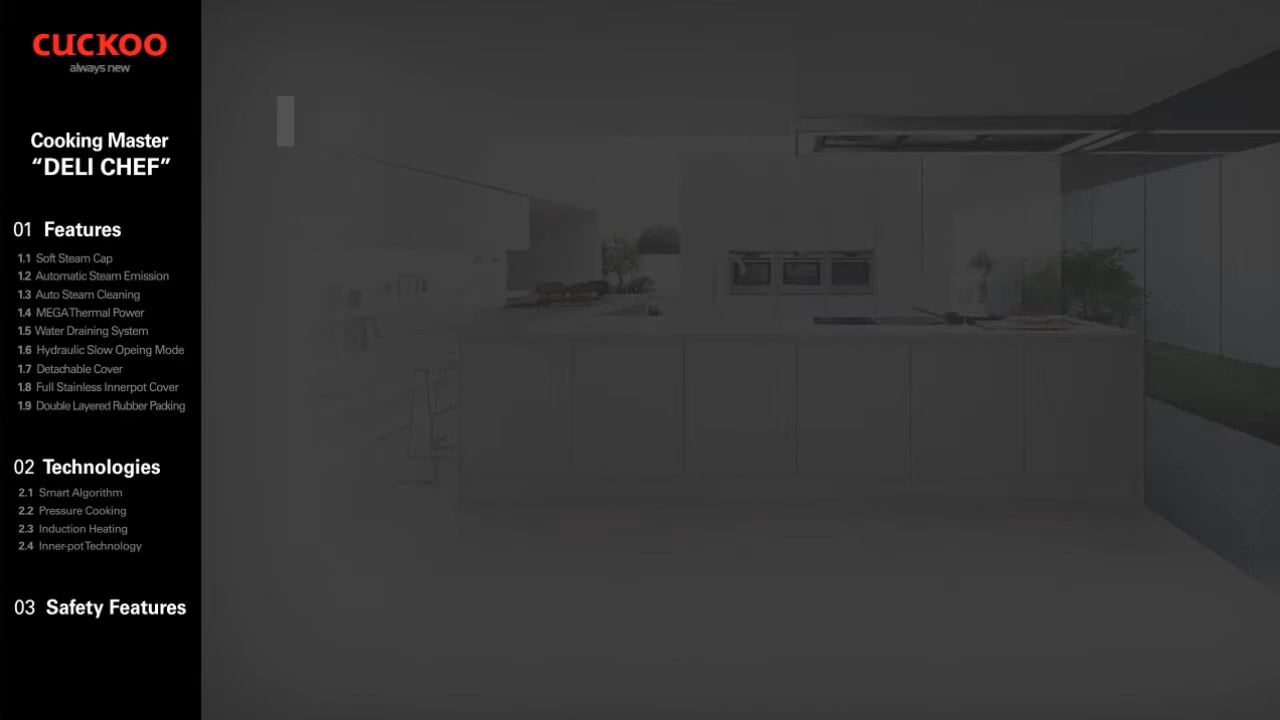 CUCKOO
always new
Cooking Master
“DELI CHEF”
01 Features
1.1 Soft Steam Cap
1.2 Automatic Steam Emission
1.3 Auto Steam Cleaning
1.4 MEGA Thermal Power
1.5 Water Draining System
1.6 Hydraulic Slow Opeing Mode
1.7 Detachable Cover
1.8 Full Stainless Innerpot Cover
1.9 Double Layered Rubber Packing
02 Technologies
2.1 Smart Algorithm
2.2 Pressure Cooking
2.3 Induction Heating
2.4 Inner-pot Technology
03 Safety Features